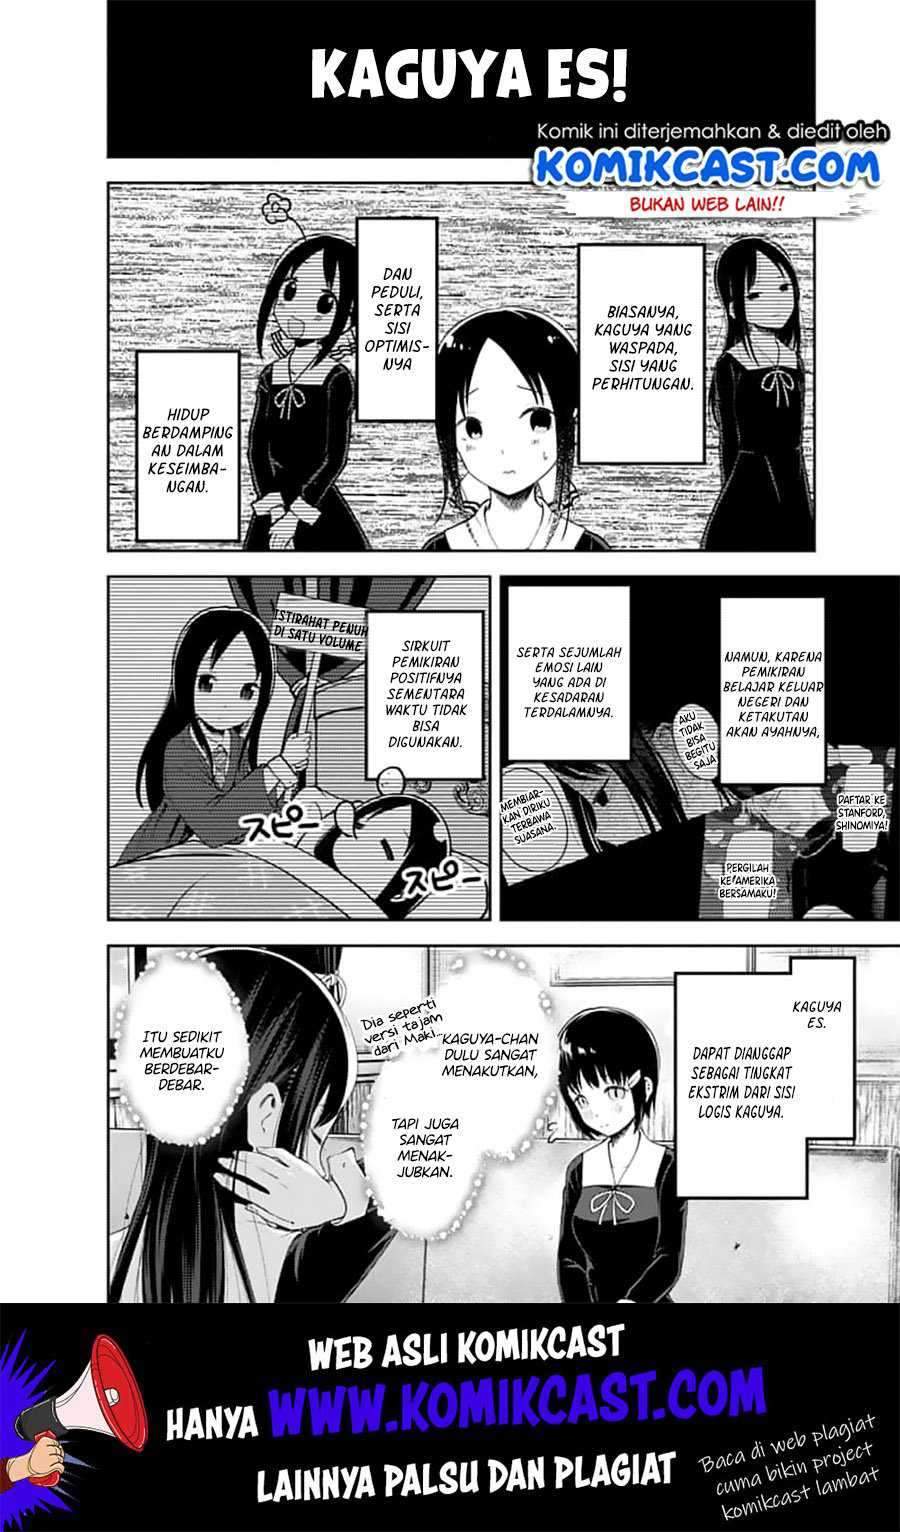 KAGUYA ES!
Komik ini diterjemahkan & diedit oleh
KOMIKCAST.COM
BUKAN WEB LAIN!!
BIASANYA,
KAGUYA YANG
WASPADA,
SISI YANG
PERHITUNGAN.
DAN
PEDULI,
SERTA
SISI
OPTIMIS-
NYA
HIDUP
BERDAMPING
AN DALAM
KESEIMBA-
NGAN.
NAMUN, KARENA
PEMIKIRAN
BELAJAR KELUAR
NEGERI DAN
KETAKUTAN
AKAN AYAHNYA,
DAFTAR KE
STANFORD,
SHINOMIYA!
PERGILAH
KE AMERIKA
BERSAMAKU!
AKU
TIDAK
BISA
BEGITU
SAJA
MEMBIAR-
KAN DIRIKU
TERBAWA
SUASANA.
SERTA SEJUMLAH
EMOSI LAIN
YANG ADA DI
KESADARAN
TERDALAMNYA.
SIRKUIT
PEMIKIRAN
POSITIFNYA
SEMENTARA
WAKTU TIDAK
BISA
DIGUNAKAN.
ISTIRAHAT PENUH
DI SATU VOLUME
スピー
スピー
KAGUYA
ES.
DAPAT DIANGGAP
SEBAGAI TINGKAT
EKSTRIM DARI SISI
LOGIS KAGUYA.
KAGUYA-CHAN
DULU SANGAT
MENAKUTKAN,
Dia seperti
versi tajam
dari Maki...
TAPI JUGA
SANGAT
MENAK-
JUBKAN.
ITU SEDIKIT
MEMBUATKU
BERDEBAR-
DEBAR.
WEB ASLI KOMIKCAST
HANYA WWW.KOMIKCAST.COM
LAINNYA PALSU DAN PLAGIAT
Baca di web plagiat
cuma bikin project
komikcast lambat